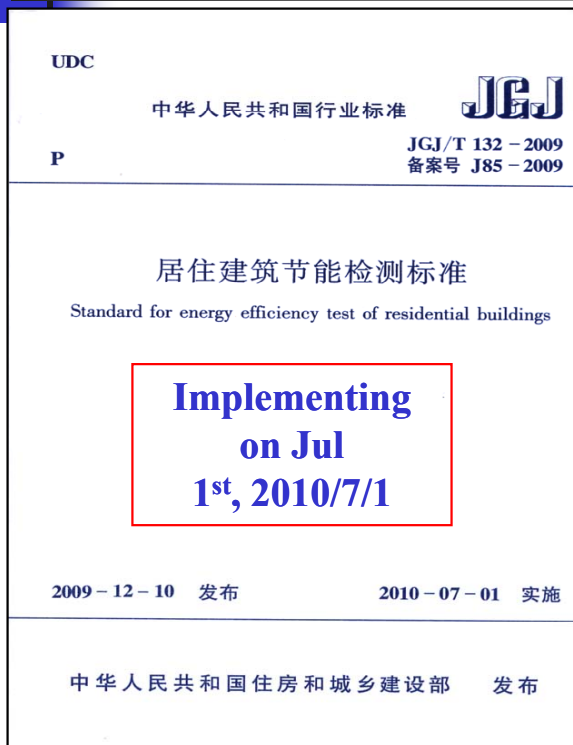 UDC
中华人民共和国行业标准
JGJ
P
JGJ/T 132－2009
备案号 J85－2009
居住建筑节能检测标准
Standard for energy efficiency test of residential buildings
Implementing
on Jul
1st, 2010/7/1
2009－12－10 发布
2010－07－01 实施
中华人民共和国住房和城乡建设部 发布